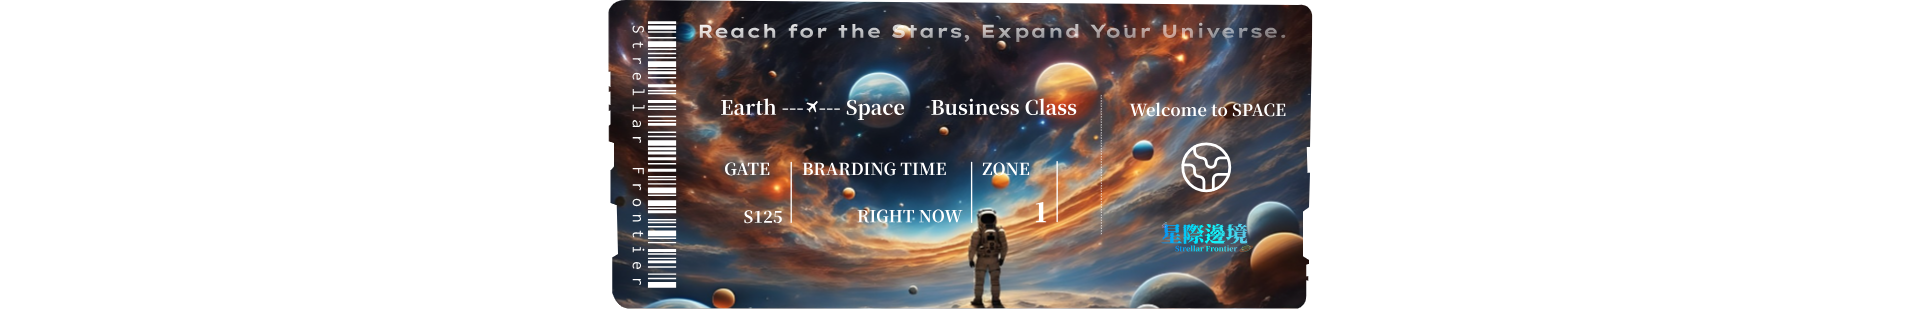 Strellar Frontier
Reach for the Stars, Expand Your Universe.
Earth ---✈--- Space Business Class
Welcome to SPACE
GATE BRARDING TIME ZONE
S125 RIGHT NOW 1
星際邊境
Strellar Frontier